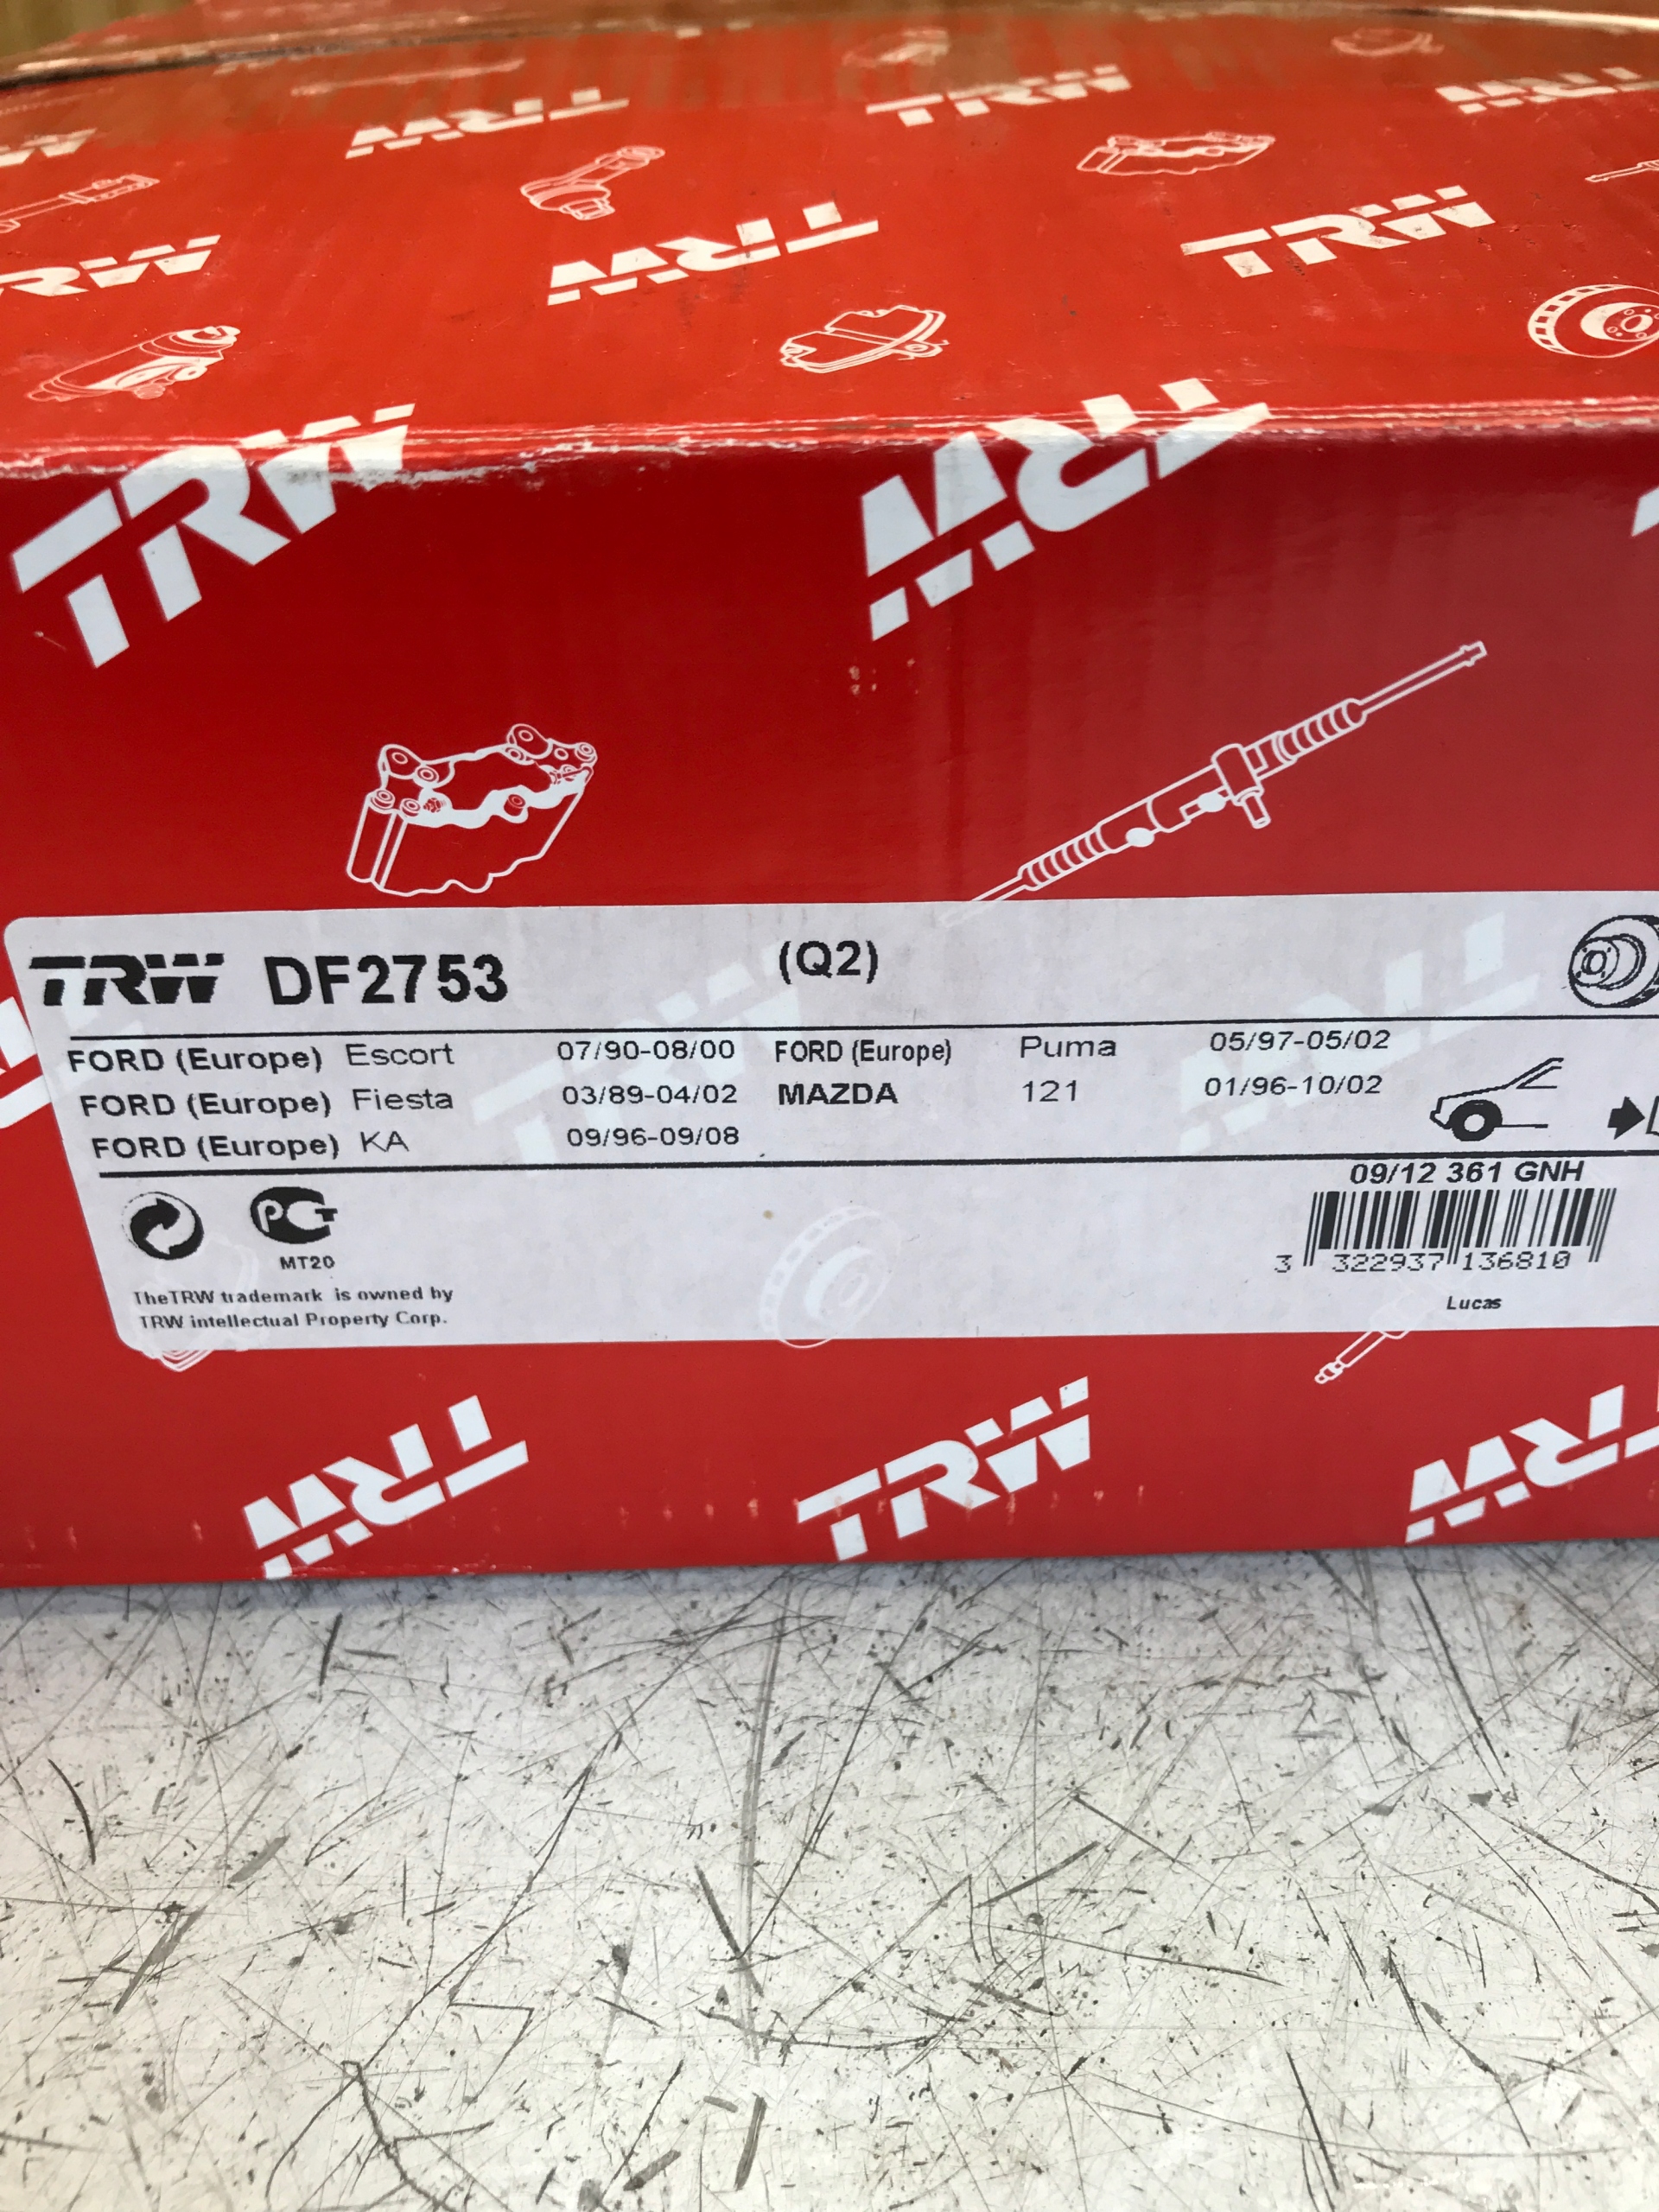 TRW TRW TRW
TRW
TRW TRW TRW
TRW TRW
TRW DF2753 (Q2)
FORD (Europe) Escort 07/90-08/00 FORD (Europe) Puma 05/97-05/02
FORD (Europe) Fiesta 03/89-04/02 MAZDA 121 01/96-10/02
FORD (Europe) KA 09/96-09/08
09/12 361 GNH
PCT
MT20
3 322937 136810
TheTRW trademark is owned by
TRW intellectual Property Corp.
Lucas
TRW TRW TRW